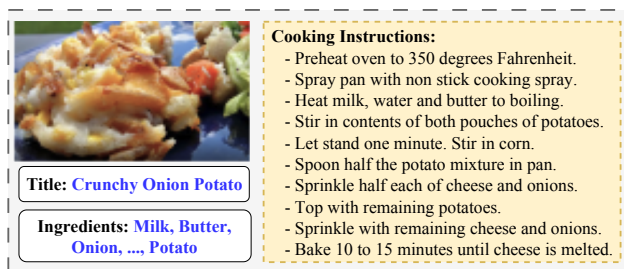 Title: Crunchy Onion Potato
Ingredients: Milk, Butter,
Onion, ..., Potato
Cooking Instructions:
- Preheat oven to 350 degrees Fahrenheit.
- Spray pan with non stick cooking spray.
- Heat milk, water and butter to boiling.
- Stir in contents of both pouches of potatoes.
- Let stand one minute. Stir in corn.
- Spoon half the potato mixture in pan.
- Sprinkle half each of cheese and onions.
- Top with remaining potatoes.
- Sprinkle with remaining cheese and onions.
- Bake 10 to 15 minutes until cheese is melted.